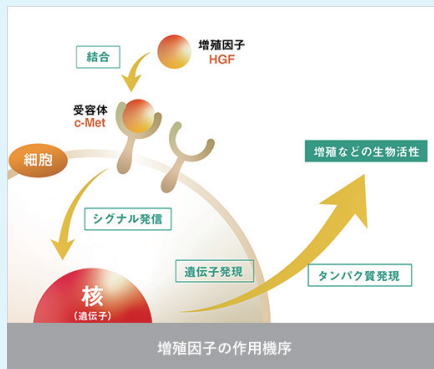 増殖因子
HGF
結合
受容体
c-Met
細胞
増殖などの生物活性
シグナル発信
遺伝子発現
タンパク質発現
核
(遺伝子)
増殖因子の作用機序